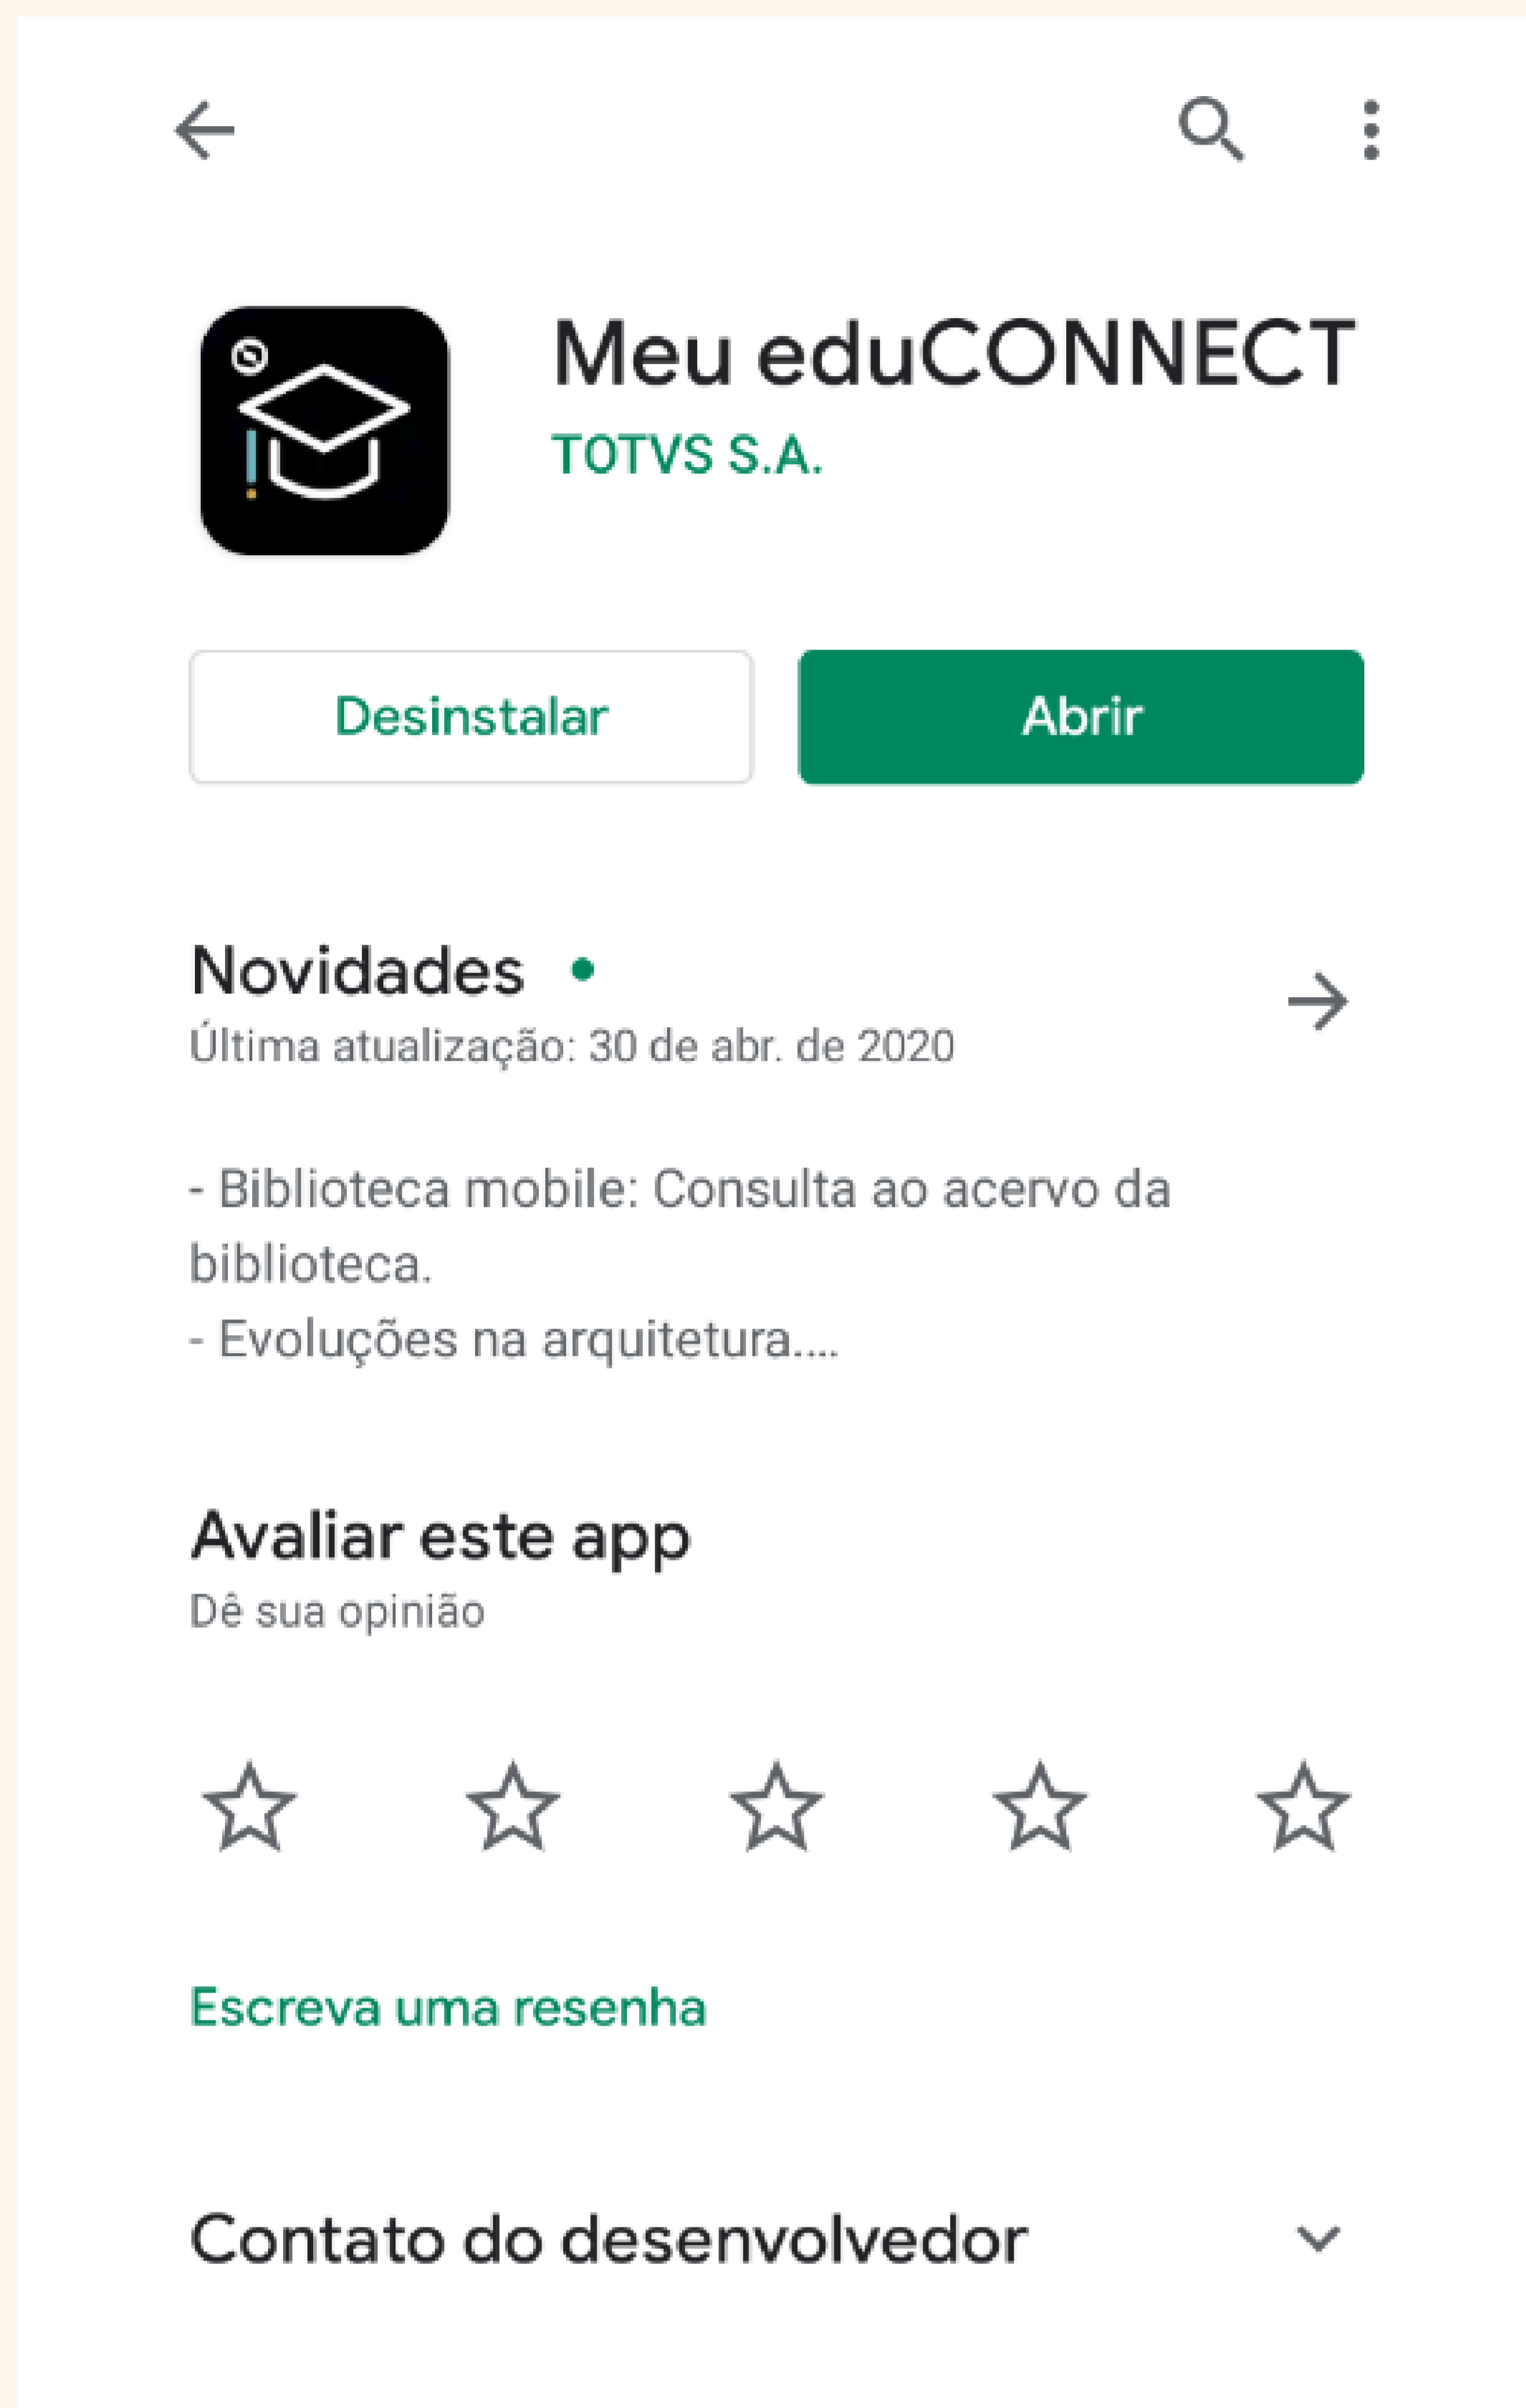 Meu eduCONNECT
TOTVS S.A.
Desinstalar
Abrir
Novidades
Última atualização: 30 de abr. de 2020
- Biblioteca mobile: Consulta ao acervo da
biblioteca.
- Evoluções na arquitetura....
Avaliar este app
Dê sua opinião
Escreva uma resenha
Contato do desenvolvedor